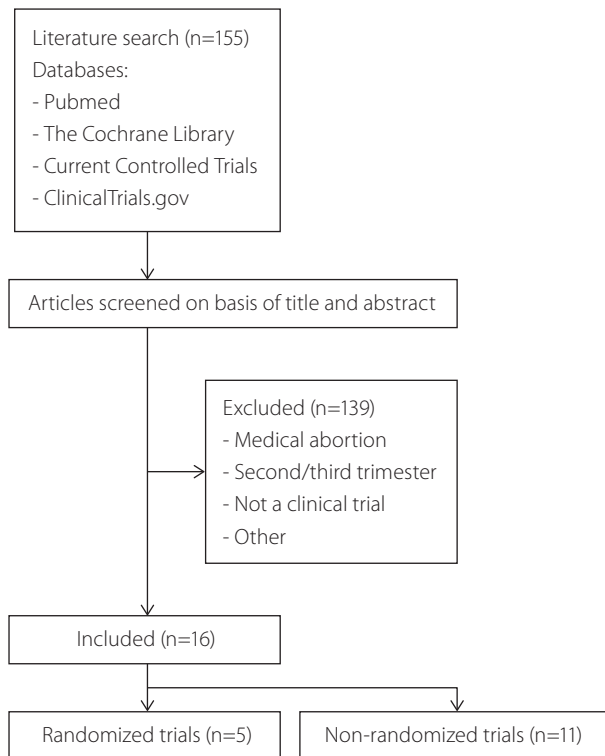 Literature search (n=155)
Databases:
- Pubmed
- The Cochrane Library
- Current Controlled Trials
- ClinicalTrials.gov
Articles screened on basis of title and abstract
Excluded (n=139)
- Medical abortion
- Second/third trimester
- Not a clinical trial
- Other
Included (n=16)
Randomized trials (n=5)
Non-randomized trials (n=11)